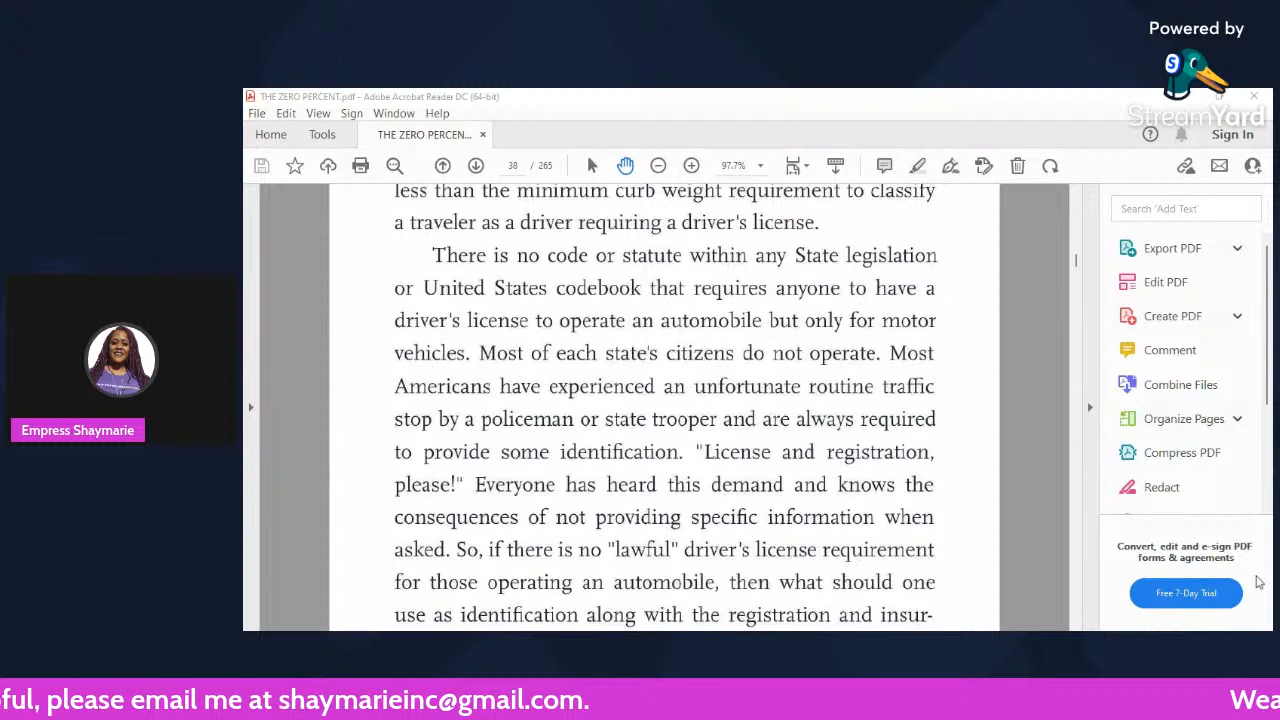 Powered by
StreamYard
THE ZERO PERCENT.pdf - Adobe Acrobat Reader DC (64-bit)
File Edit View Sign Window Help
Home Tools THE ZERO PERCEN... ×
Sign In
38 / 265
97.7%
less than the minimum curb weight requirement to classify
a traveler as a driver requiring a driver's license.
There is no code or statute within any State legislation
or United States codebook that requires anyone to have a
driver's license to operate an automobile but only for motor
vehicles. Most of each state's citizens do not operate. Most
Americans have experienced an unfortunate routine traffic
stop by a policeman or state trooper and are always required
to provide some identification. "License and registration,
please!" Everyone has heard this demand and knows the
consequences of not providing specific information when
asked. So, if there is no "lawful" driver's license requirement
for those operating an automobile, then what should one
use as identification along with the registration and insur-
Search 'Add Text'
Export PDF
Edit PDF
Create PDF
Comment
Combine Files
Organize Pages
Compress PDF
Redact
Convert, edit and e-sign PDF
forms & agreements
Free 7-Day Trial
Empress Shaymarie
ful, please email me at shaymarieinc@gmail.com. Wea